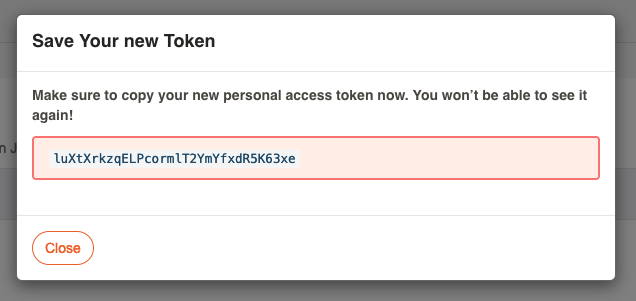 Save Your new Token
Make sure to copy your new personal access token now. You won’t be able to see it
again!
luXtXrkzqELPcormlT2YmYfxdR5K63xe
Close
n J